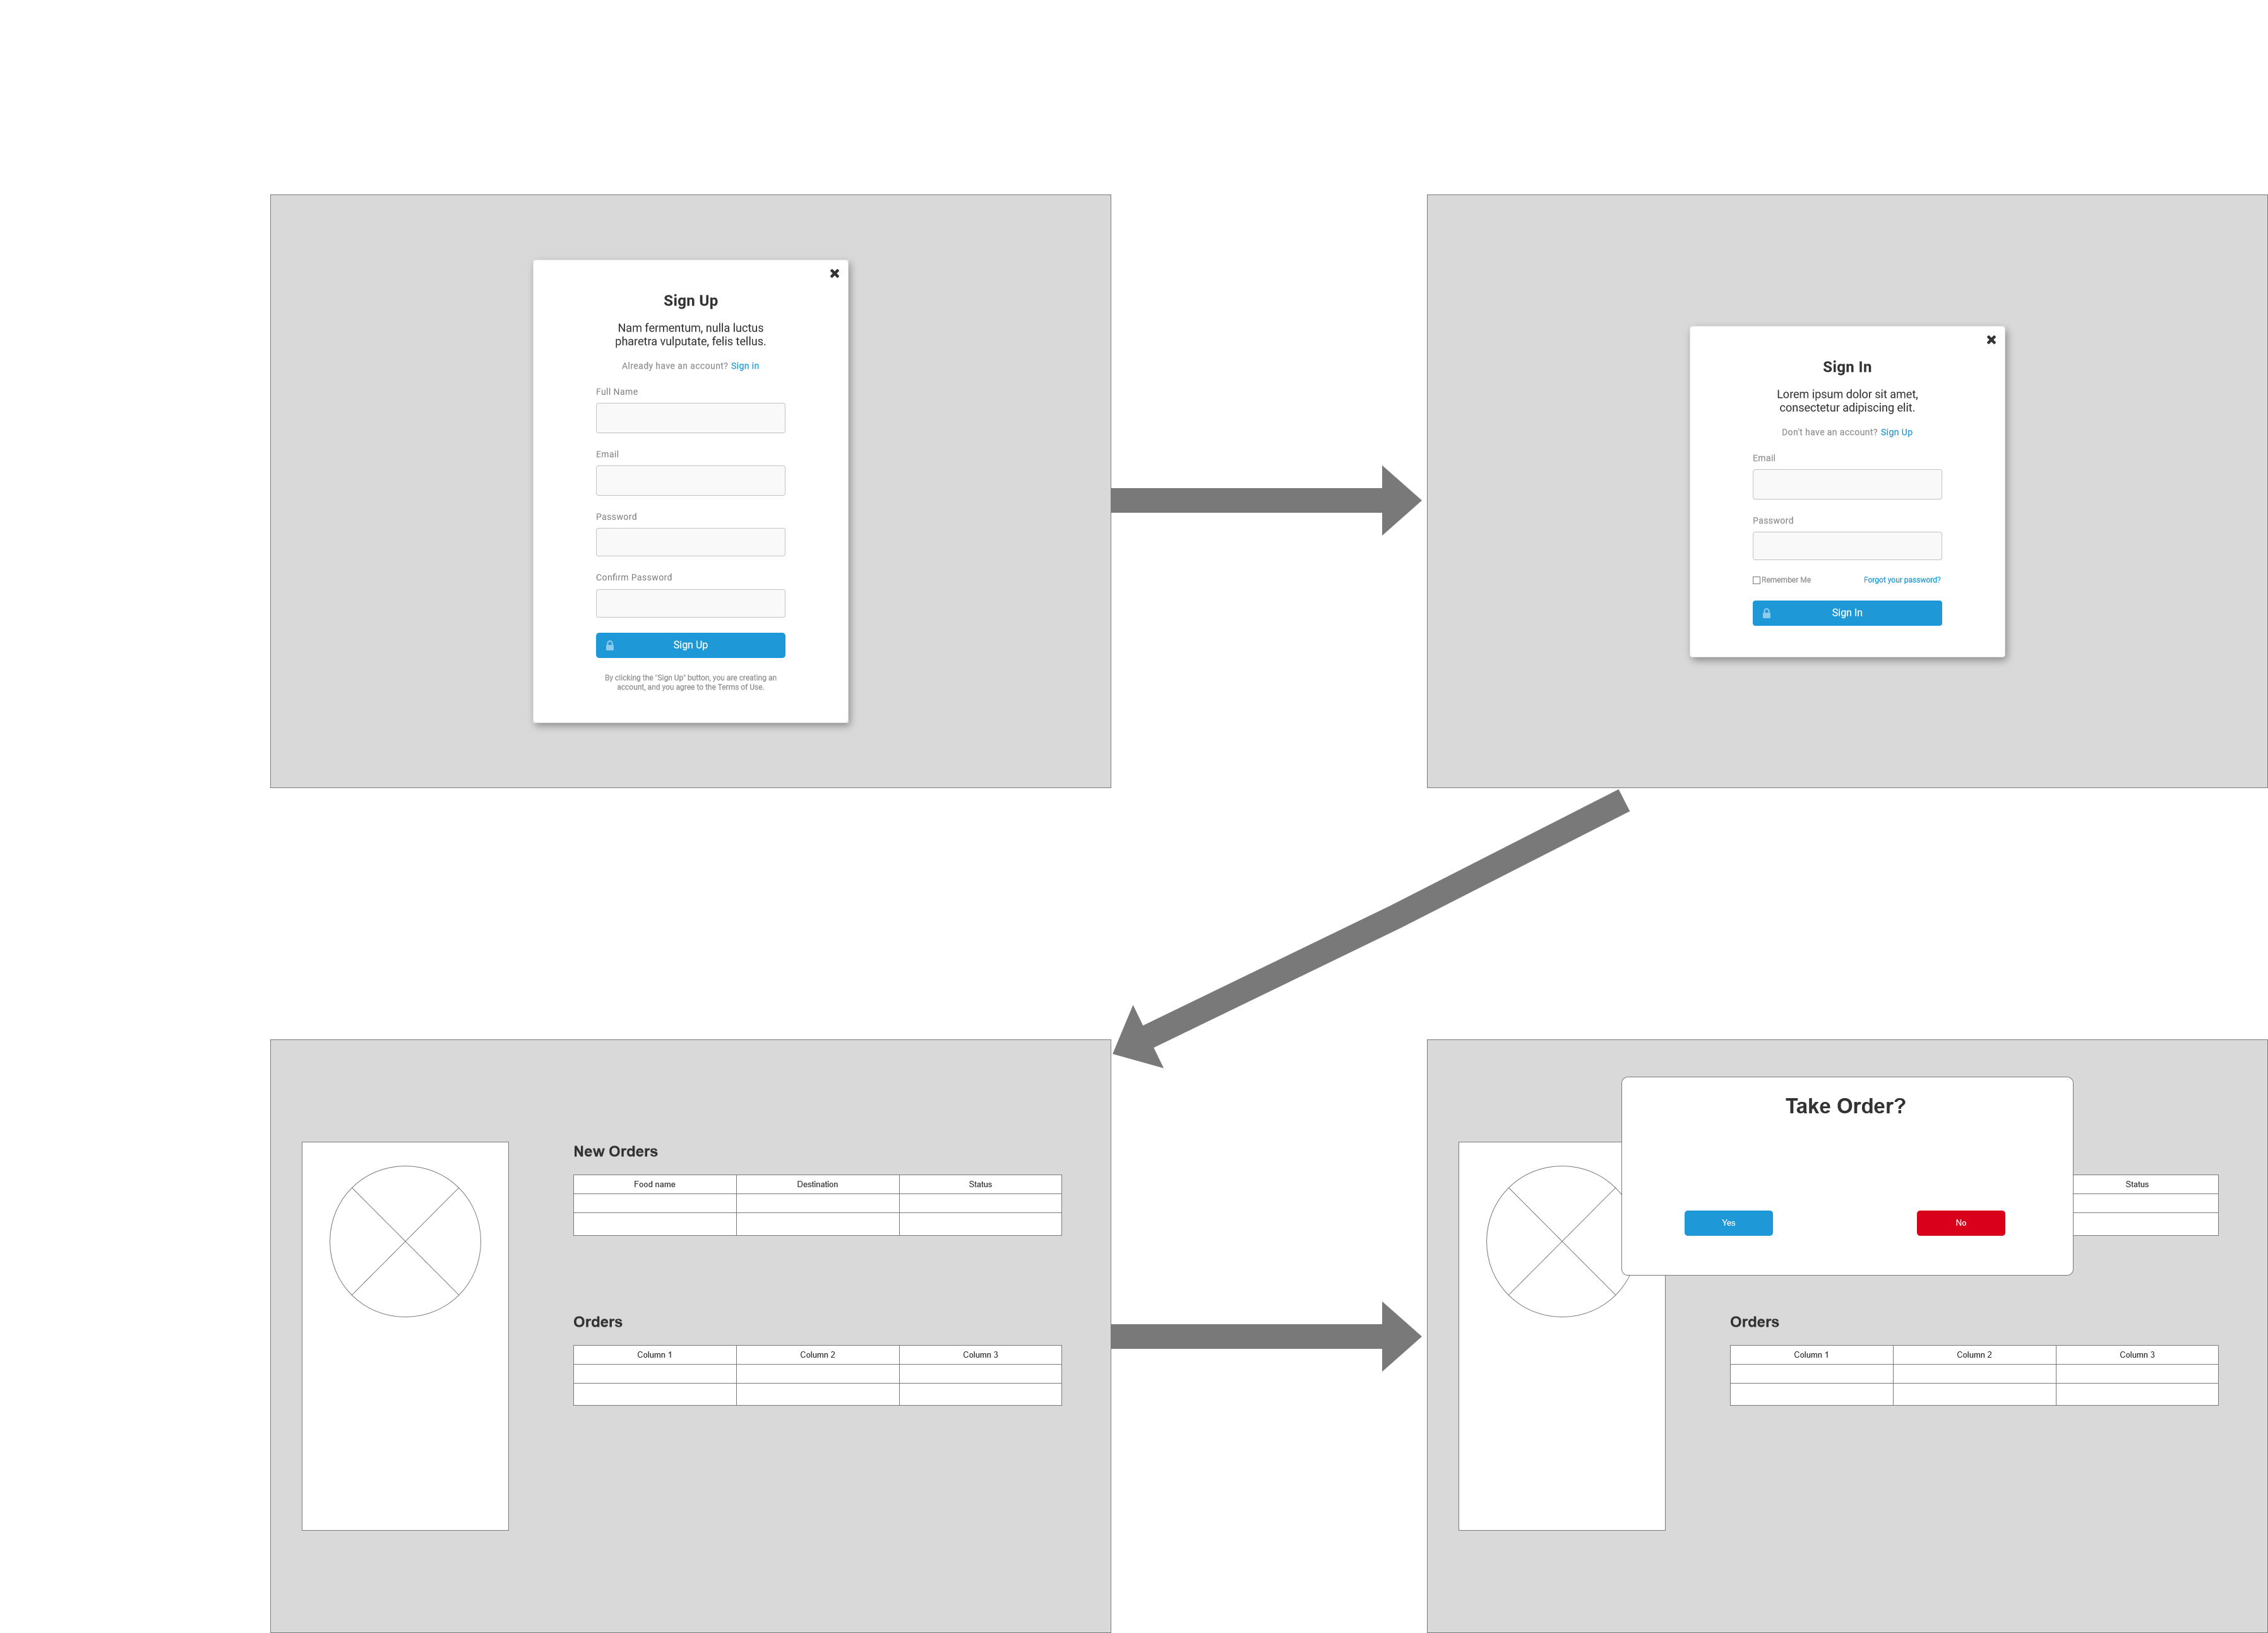 Sign Up
Nam fermentum, nulla luctus
pharetra vulputate, felis tellus.
Already have an account? Sign in
Full Name
Email
Password
Confirm Password
Sign Up
By clicking the "Sign Up" button, you are creating an
account, and you agree to the Terms of Use.
Sign In
Lorem ipsum dolor sit amet,
consectetur adipiscing elit.
Don't have an account? Sign Up
Email
Password
Remember Me Forgot your password?
Sign In
New Orders
Food name Destination Status
Orders
Column 1 Column 2 Column 3
Take Order?
Status
Yes No
Orders
Column 1 Column 2 Column 3